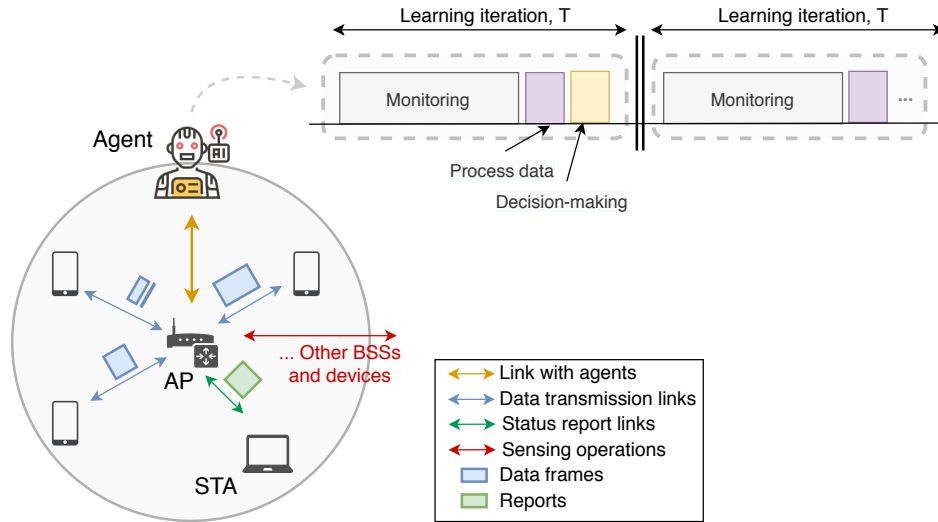 Learning iteration, T
Learning iteration, T
Monitoring
Monitoring
...
Process data
Decision-making
Agent
AI
... Other BSSs
and devices
AP
STA
Link with agents
Data transmission links
Status report links
Sensing operations
Data frames
Reports